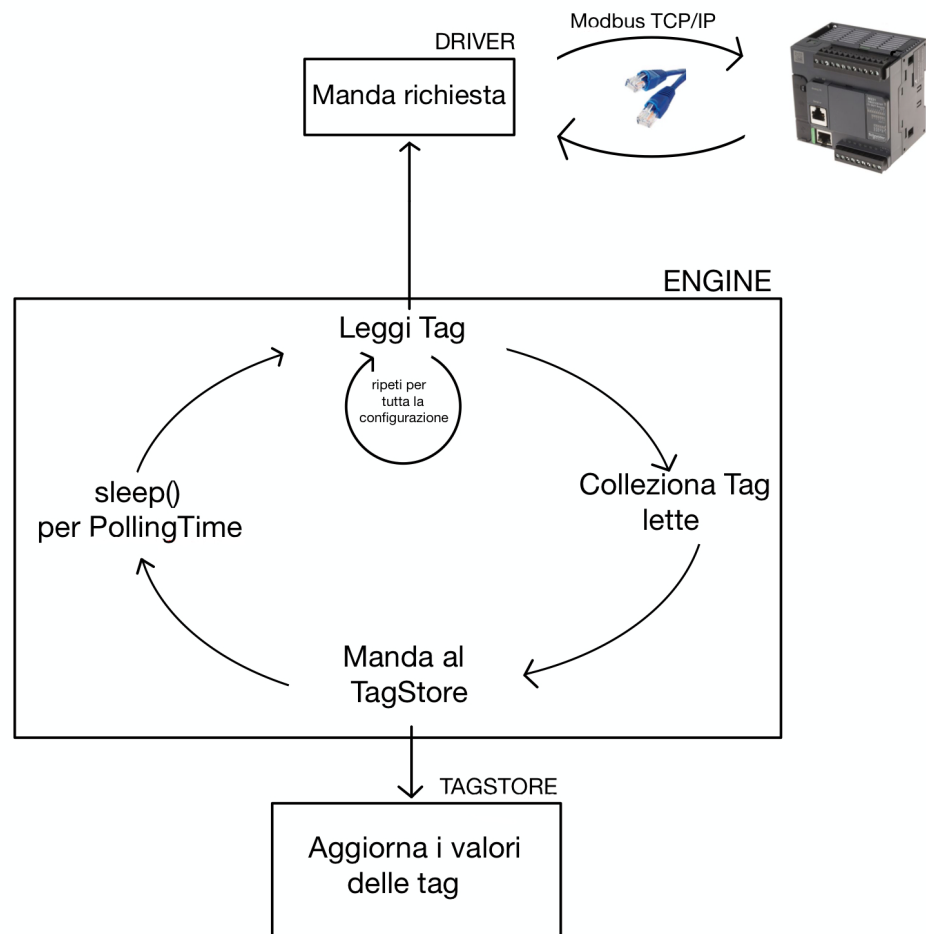 Modbus TCP/IP
DRIVER
Manda richiesta
ENGINE
Leggi Tag
ripeti per
tutta la
configurazione
Colleziona Tag
lette
sleep()
per PollingTime
Manda al
TagStore
TAGSTORE
Aggiorna i valori
delle tag